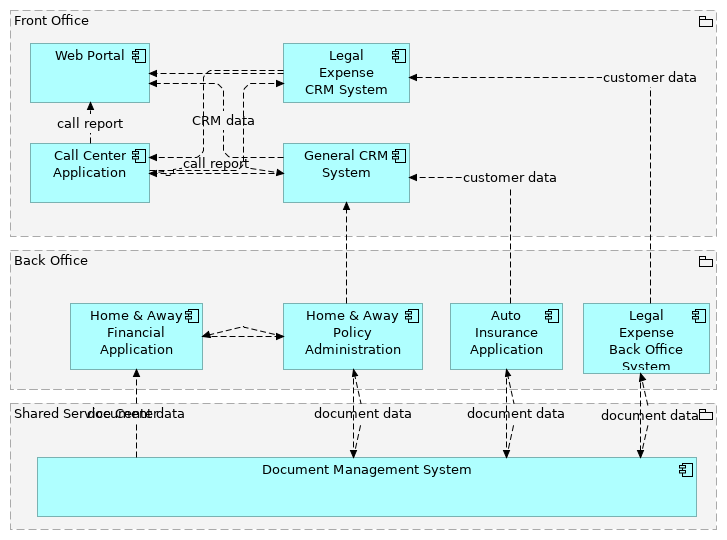 Front Office
Web Portal
Legal
Expense
CRM System
customer data
call report
CRM data
Call Center
Application
call report
General CRM
System
customer data
Back Office
Home & Away
Financial
Application
Home & Away
Policy
Administration
Auto
Insurance
Application
Legal
Expense
Back Office
System
Shared Service Center
document data
document data
document data
document data
Document Management System